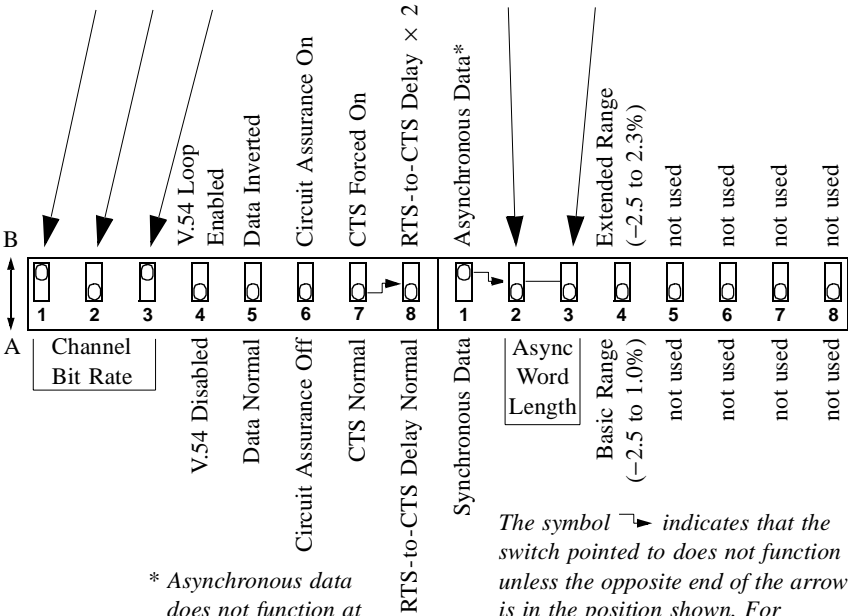 V.54 Loop
Enabled
Data Inverted
Circuit Assurance On
CTS Forced On
RTS-to-CTS Delay × 2
Asynchronous Data*
Extended Range
(−2.5 to 2.3%)
not used
not used
not used
not used
B
A
1 2 3 4 5 6 7 8 1 2 3 4 5 6 7 8
Channel
Bit Rate
V.54 Disabled
Data Normal
Circuit Assurance Off
CTS Normal
RTS-to-CTS Delay Normal
Synchronous Data
Async
Word
Length
Basic Range
(−2.5 to 1.0%)
not used
not used
not used
not used
* Asynchronous data
does not function at
The symbol indicates that the
switch pointed to does not function
unless the opposite end of the arrow
is in the position shown. For